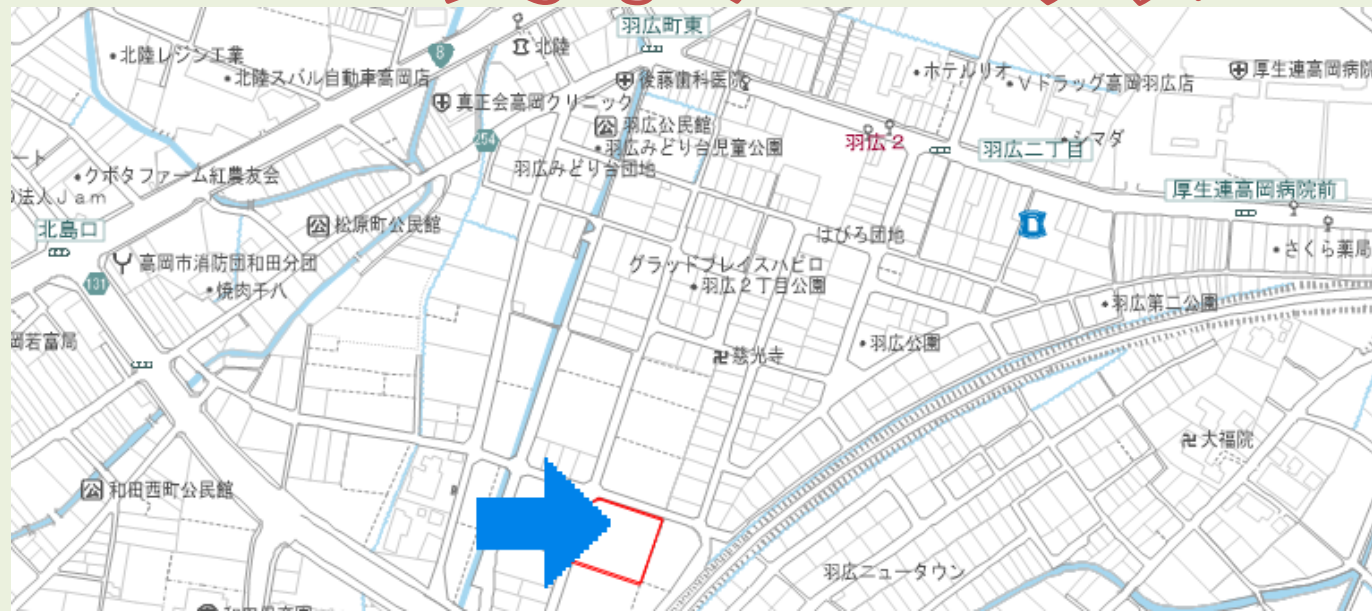 羽広町東
8
北陸
北陸レジン工業
北陸スバル自動車高岡店
後藤歯科医院
ホテルリオ
Vドラッグ高岡羽広店
厚生連高岡病院
真正会高岡クリニック
254
羽広公民館
羽広みどり台児童公園
羽広みどり台団地
羽広2
羽広二丁目
シマダ
クボタファーム紅農友会
法人Jam
厚生連高岡病院前
北島口
松原町公民館
はびろ団地
さくら薬局
高岡市消防団和田分団
グラッドプレイスハビロ
131
焼肉千八
羽広2丁目公園
羽広第二公園
岡若富局
慈光寺
羽広公園
大福院
公 和田西町公民館
羽広ニュータウン